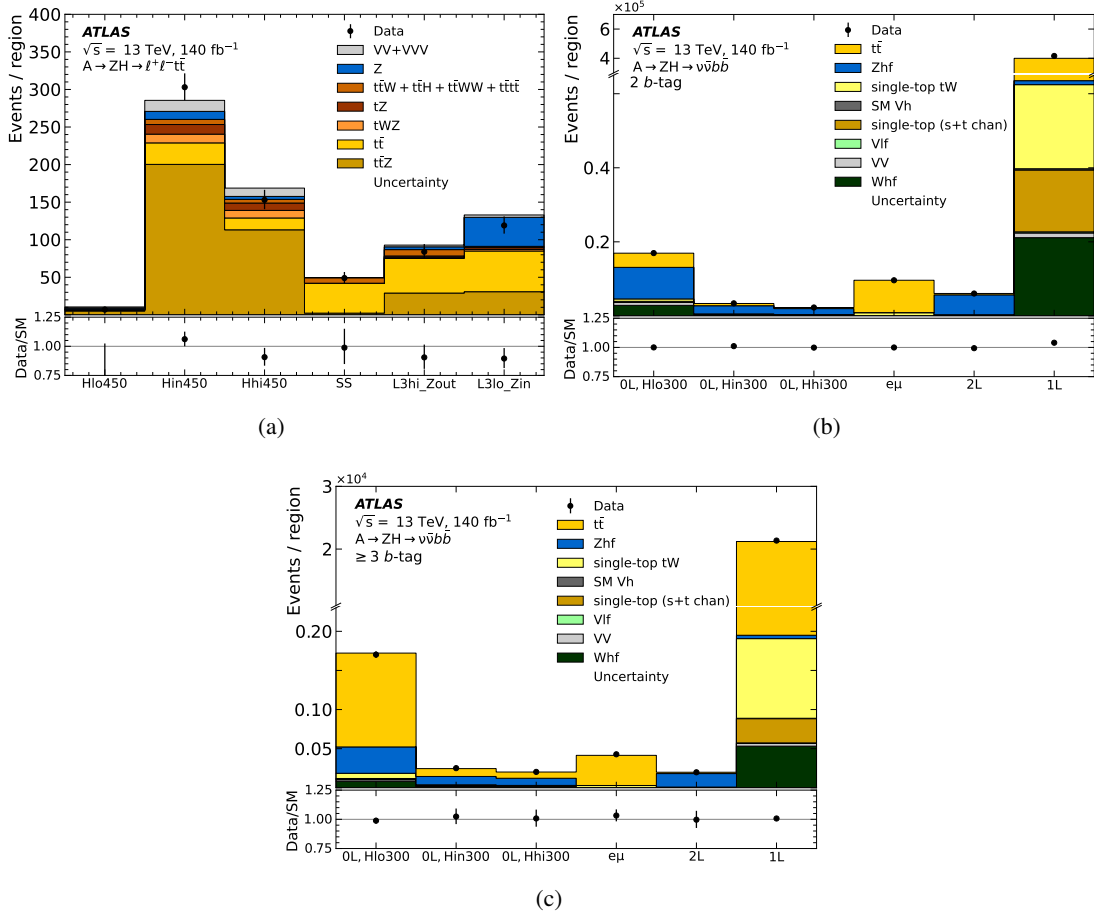 400
350
300
250
200
150
100
50
Events / region
ATLAS
√s = 13 TeV, 140 fb⁻¹
A→ZH→ℓ⁺ℓ⁻tt̄
Data
VV+VVV
Z
tt̄W + tt̄H + tt̄WW + tt̄tt̄
tZ
tWZ
tt̄
tt̄Z
Uncertainty
1.25
1.00
0.75
Data/SM
Hlo450 Hin450 Hhi450 SS L3hi_Zout L3lo_Zin
(a)
×10⁵
6
4
0.4
0.2
Events / region
ATLAS
√s = 13 TeV, 140 fb⁻¹
A→ZH→νν̄bb̄
2 b-tag
Data
tt̄
Zhf
single-top tW
SM Vh
single-top (s+t chan)
Vlf
VV
Whf
Uncertainty
1.25
1.00
0.75
Data/SM
0L, Hlo300 0L, Hin300 0L, Hhi300 eμ 2L 1L
(b)
×10⁴
3
2
0.20
0.10
0.05
Events / region
ATLAS
√s = 13 TeV, 140 fb⁻¹
A→ZH→νν̄bb̄
≥ 3 b-tag
Data
tt̄
Zhf
single-top tW
SM Vh
single-top (s+t chan)
Vlf
VV
Whf
Uncertainty
1.25
1.00
0.75
Data/SM
0L, Hlo300 0L, Hin300 0L, Hhi300 eμ 2L 1L
(c)